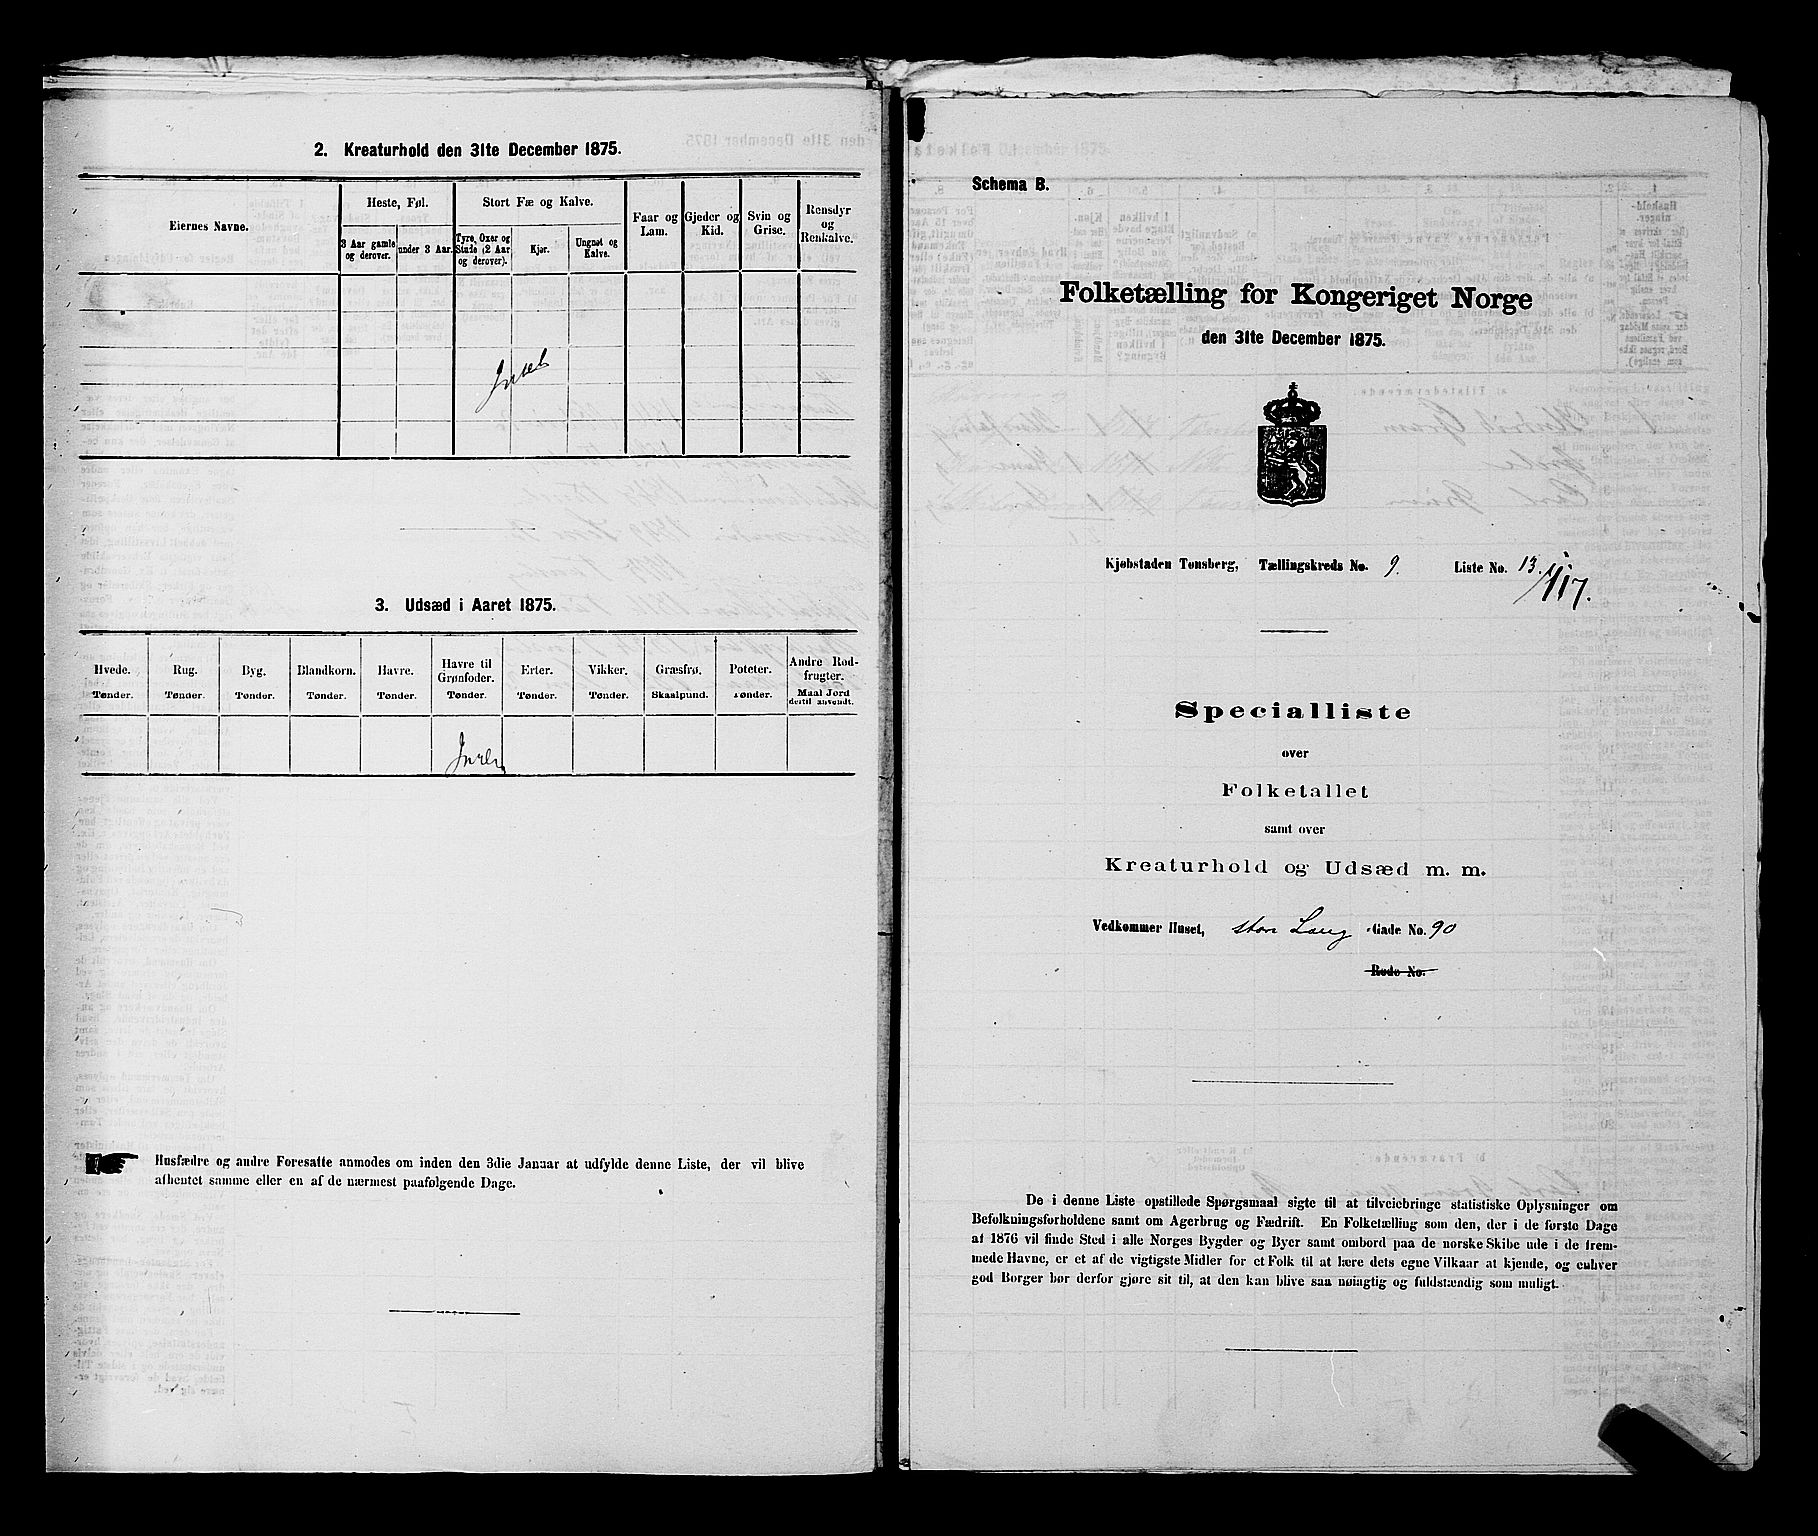 2. Kreaturhold den 31te December 1875.
Eiernes Navne.
Heste, Føl.
3 Aar gamle og derover.
under 3 Aar.
Stort Fæ og Kalve.
Tyre, Oxer og Stude (2 Aar og derover).
Kjør.
Ungnøt og Kalve.
Faar og Lam.
Gjeder og Kid.
Svin og Grise.
Rensdyr og Renkalve.
3. Udsæd i Aaret 1875.
Hvede. Tønder.
Rug. Tønder.
Byg. Tønder.
Blandkorn. Tønder.
Havre. Tønder.
Havre til Grønfoder. Tønder.
Erter. Tønder.
Vikker. Tønder.
Græsfrø. Skaalpund.
Poteter. Tønder.
Andre Rodfrugter. Maal Jord dertil anvendt.
Husfædre og andre Foresatte anmodes om inden den 3die Januar at udfylde denne Liste, der vil blive
afhentet samme eller en af de nærmest paafølgende Dage.
Schema B.
Folketælling for Kongeriget Norge
den 31te December 1875.
Kjøbstaden Tønsberg, Tællingskreds No. 9. Liste No. 13.
117.
Specialliste
over
Folketallet
samt over
Kreaturhold og Udsæd m. m.
Vedkommer Huset, Store Lang Gade No. 90
Rode No.
De i denne Liste opstillede Spørgsmaal sigte til at tilveiebringe statistiske Oplysninger om
Befolkningsforholdene samt om Agerbrug og Fædrift. En Folketælling som den, der i de første Dage
af 1876 vil finde Sted i alle Norges Bygder og Byer samt ombord paa de norske Skibe ude i de frem-
mede Havne, er et af de vigtigste Midler for et Folk til at lære dets egne Vilkaar at kjende, og enhver
god Borger bør derfor gjøre sit til, at den kan blive saa nøiagtig og fuldstændig som muligt.